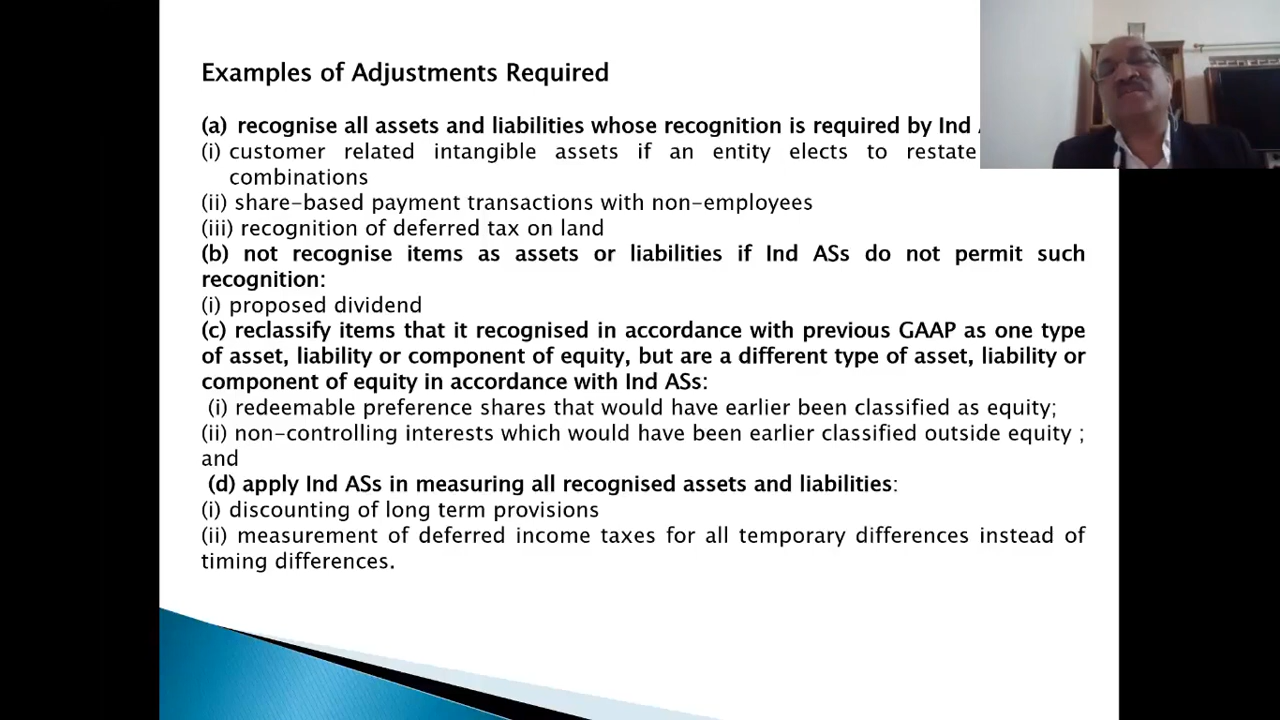 Examples of Adjustments Required
(a) recognise all assets and liabilities whose recognition is required by Ind
(i) customer related intangible assets if an entity elects to restate
combinations
(ii) share-based payment transactions with non-employees
(iii) recognition of deferred tax on land
(b) not recognise items as assets or liabilities if Ind ASs do not permit such
recognition:
(i) proposed dividend
(c) reclassify items that it recognised in accordance with previous GAAP as one type
of asset, liability or component of equity, but are a different type of asset, liability or
component of equity in accordance with Ind ASs:
(i) redeemable preference shares that would have earlier been classified as equity;
(ii) non-controlling interests which would have been earlier classified outside equity ;
and
(d) apply Ind ASs in measuring all recognised assets and liabilities:
(i) discounting of long term provisions
(ii) measurement of deferred income taxes for all temporary differences instead of
timing differences.